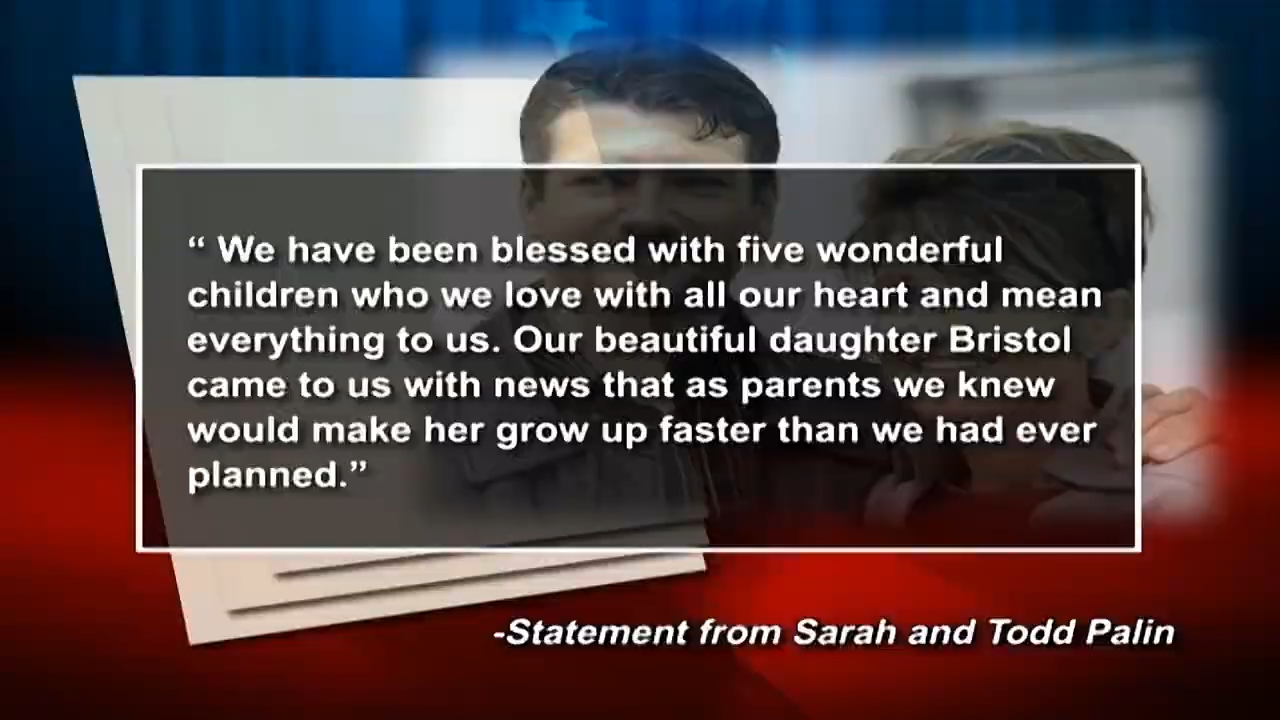 “ We have been blessed with five wonderful
children who we love with all our heart and mean
everything to us. Our beautiful daughter Bristol
came to us with news that as parents we knew
would make her grow up faster than we had ever
planned.”
-Statement from Sarah and Todd Palin